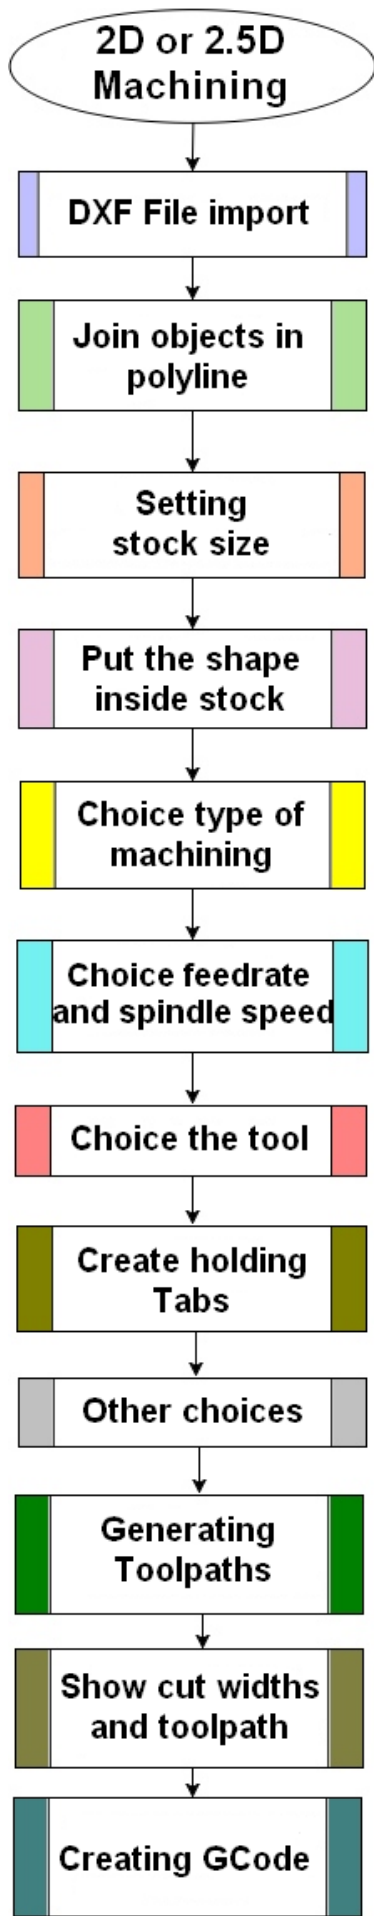 2D or 2.5D
Machining
DXF File import
Join objects in
polyline
Setting
stock size
Put the shape
inside stock
Choice type of
machining
Choice feedrate
and spindle speed
Choice the tool
Create holding
Tabs
Other choices
Generating
Toolpaths
Show cut widths
and toolpath
Creating GCode